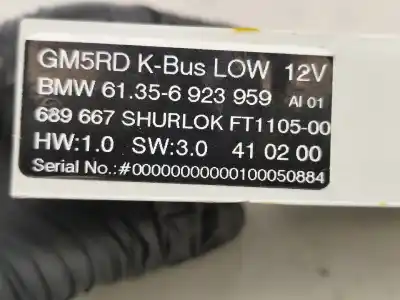 GM5RD K-Bus LOW 12V
BMW 61.35-6 923 959 AI 01
689 667 SHURLOK FT1105-00
HW:1.0 SW:3.0 41 02 00
Serial No.:#00000000000100050884